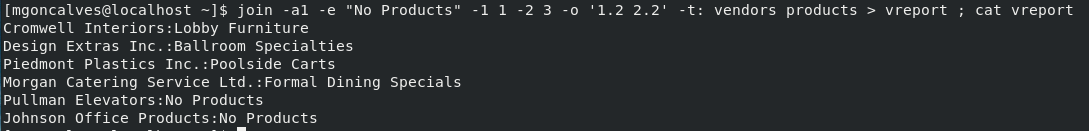 [mgoncalves@localhost ~]$ join -a1 -e "No Products" -1 1 -2 3 -o '1.2 2.2' -t: vendors products > vreport ; cat vreport
Cromwell Interiors:Lobby Furniture
Design Extras Inc.:Ballroom Specialties
Piedmont Plastics Inc.:Poolside Carts
Morgan Catering Service Ltd.:Formal Dining Specials
Pullman Elevators:No Products
Johnson Office Products:No Products